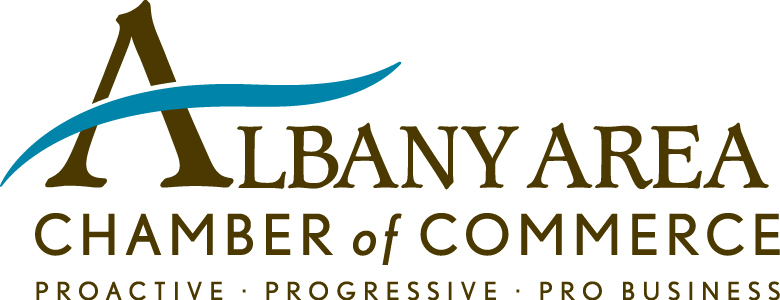 ALBANY AREA
CHAMBER of COMMERCE
PROACTIVE · PROGRESSIVE · PRO BUSINESS